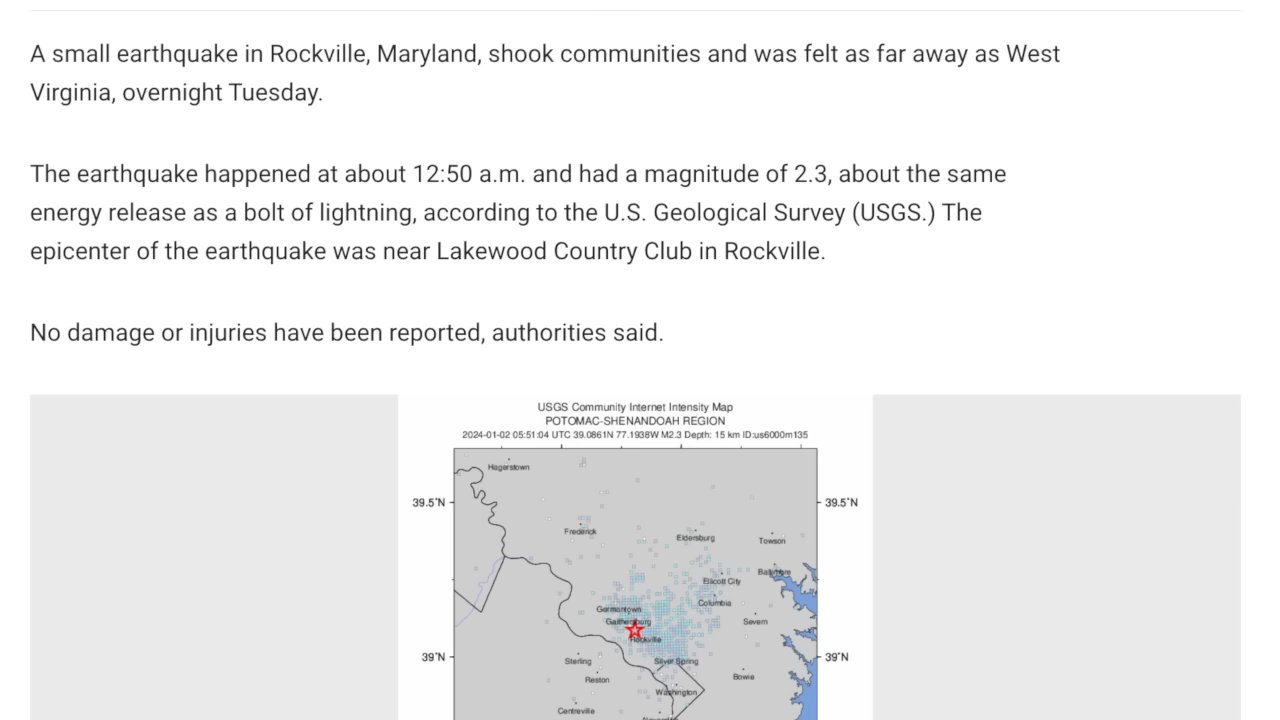 A small earthquake in Rockville, Maryland, shook communities and was felt as far away as West
Virginia, overnight Tuesday.
The earthquake happened at about 12:50 a.m. and had a magnitude of 2.3, about the same
energy release as a bolt of lightning, according to the U.S. Geological Survey (USGS.) The
epicenter of the earthquake was near Lakewood Country Club in Rockville.
No damage or injuries have been reported, authorities said.
USGS Community Internet Intensity Map
POTOMAC-SHENANDOAH REGION
2024-01-02 05:51:04 UTC 39.0861N 77.1938W M2.3 Depth: 15 km ID:us6000m135
Hagerstown
39.5°N 39.5°N
Frederick
Eldersburg
Towson
Baltimore
Ellicott City
Columbia
Germantown
Gaithersburg
Severn
Rockville
39°N 39°N
Sterling
Silver Spring
Reston
Bowie
Washington
Centreville